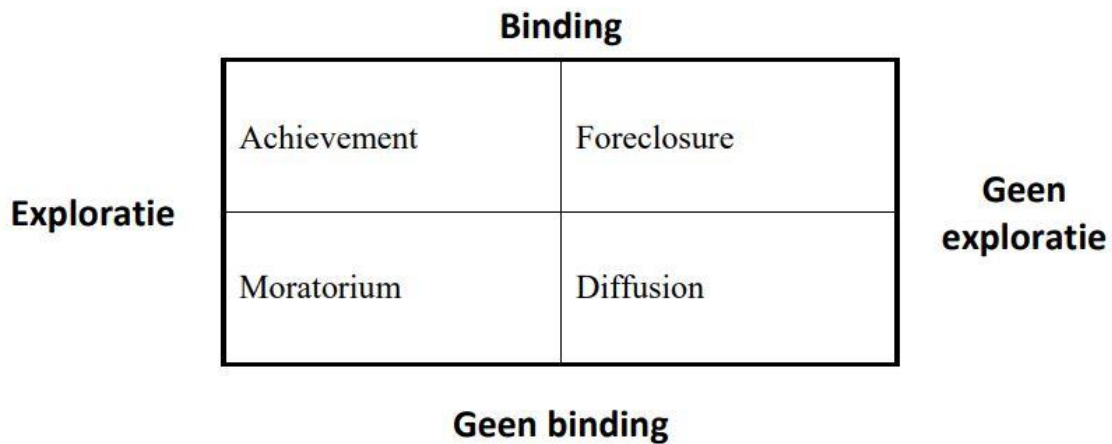 Binding
Achievement
Foreclosure
Exploratie
Geen
exploratie
Moratorium
Diffusion
Geen binding